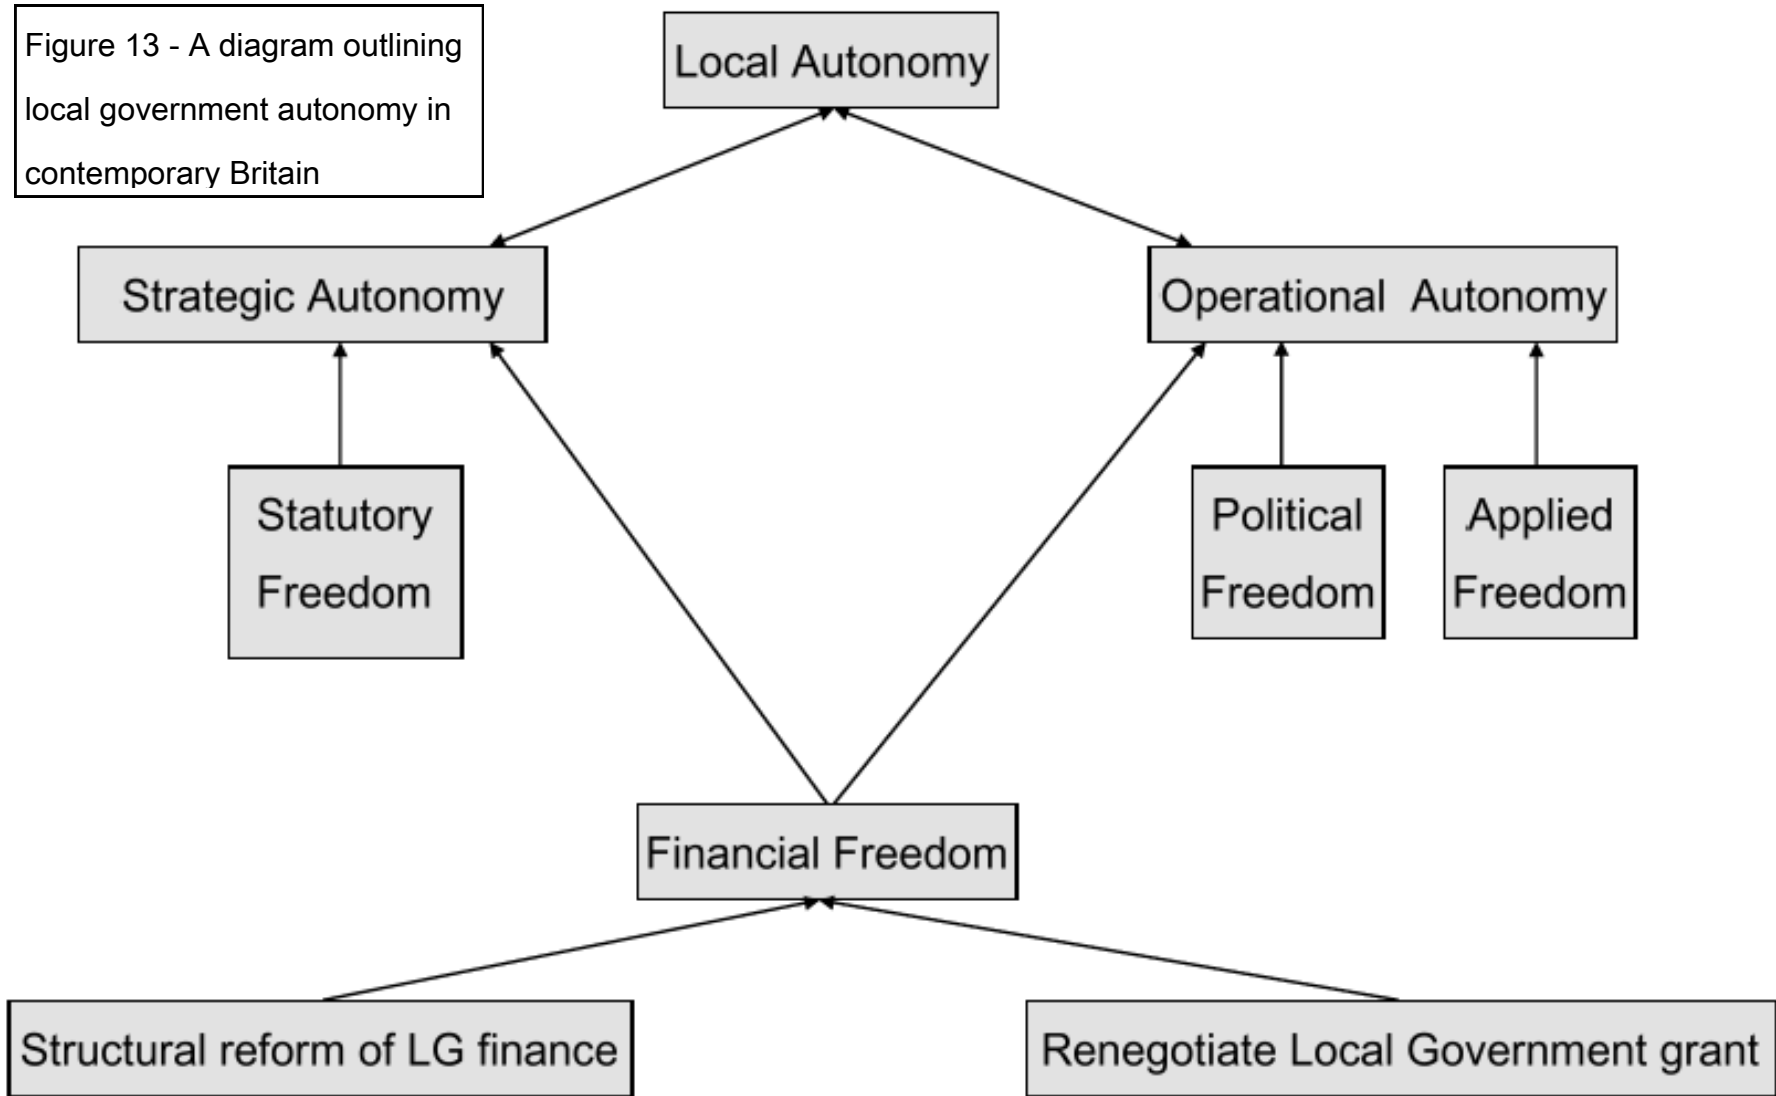 Figure 13 - A diagram outlining
local government autonomy in
contemporary Britain
Local Autonomy
Strategic Autonomy
Operational Autonomy
Statutory
Freedom
Political
Freedom
Applied
Freedom
Financial Freedom
Structural reform of LG finance
Renegotiate Local Government grant